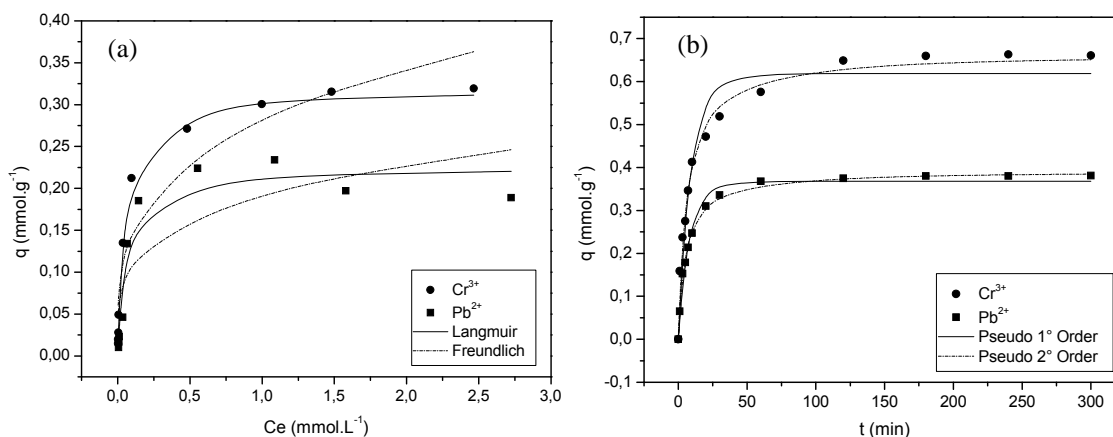 (a)
q (mmol.g⁻¹)
0,40
0,35
0,30
0,25
0,20
0,15
0,10
0,05
0,00
0,0 0,5 1,0 1,5 2,0 2,5 3,0
Ce (mmol.L⁻¹)
Cr³⁺
Pb²⁺
Langmuir
Freundlich
(b)
q (mmol.g⁻¹)
0,7
0,6
0,5
0,4
0,3
0,2
0,1
0,0
-0,1
0 50 100 150 200 250 300
t (min)
Cr³⁺
Pb²⁺
Pseudo 1° Order
Pseudo 2° Order